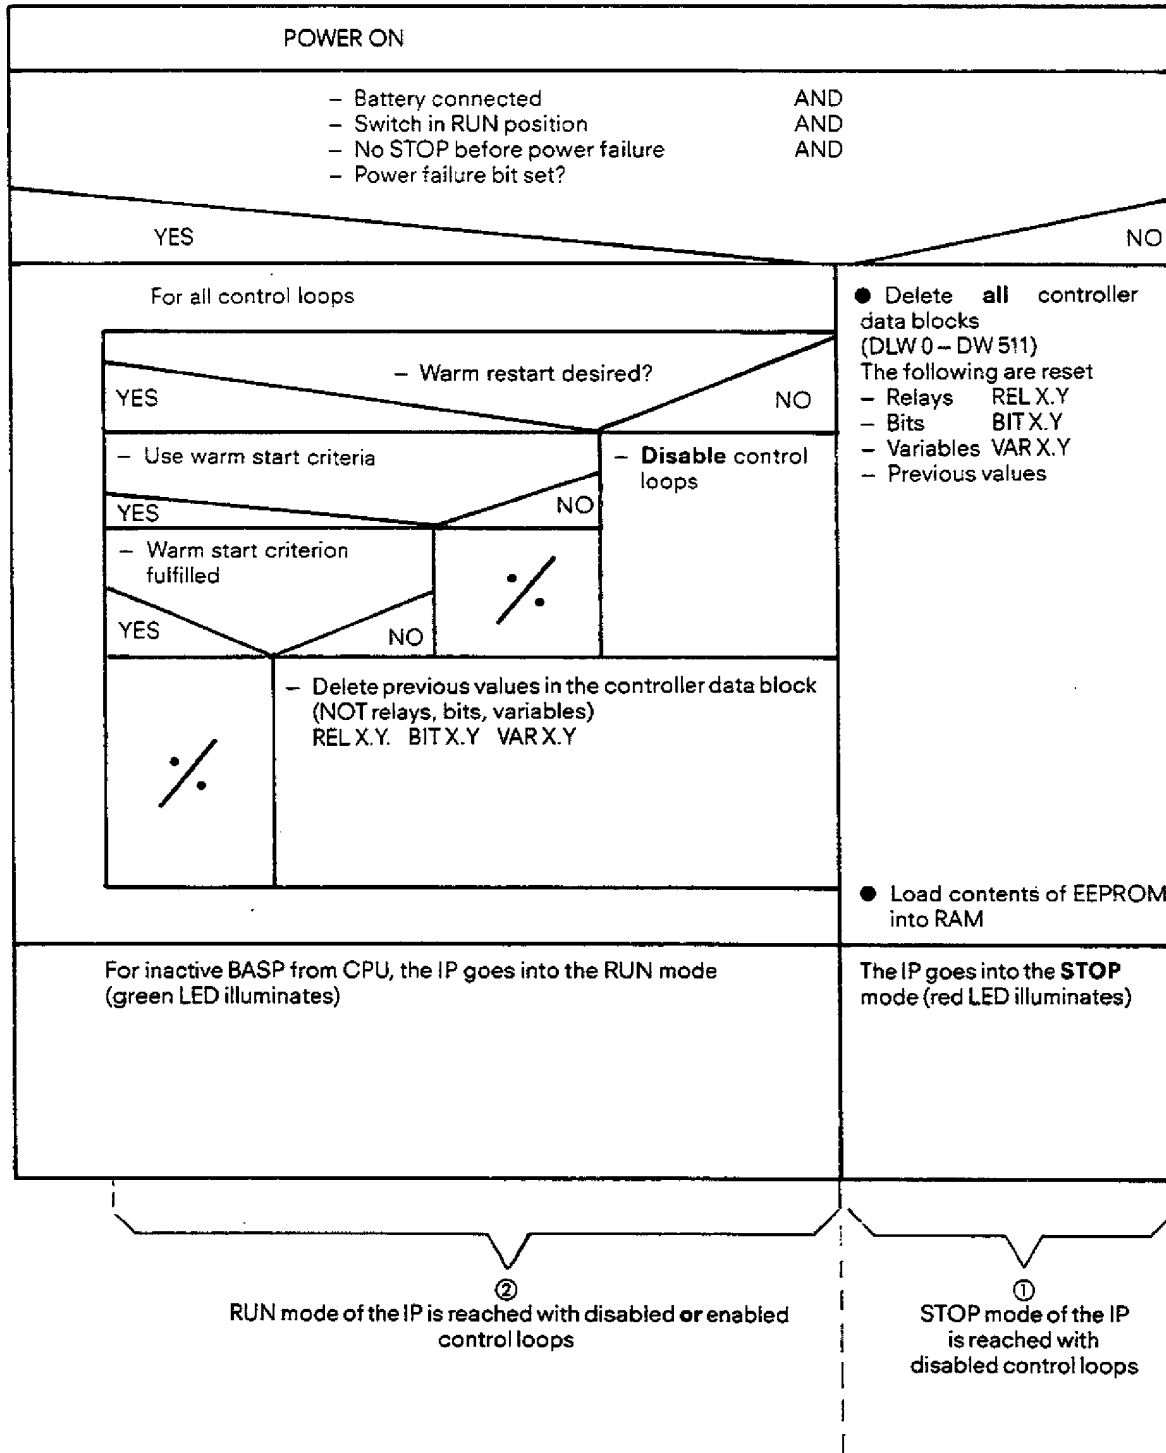 POWER ON
– Battery connected AND
– Switch in RUN position AND
– No STOP before power failure AND
– Power failure bit set?
YES
NO
For all control loops
– Warm restart desired?
YES
NO
– Use warm start criteria
YES
NO
– Disable control
loops
– Warm start criterion
fulfilled
YES
NO
– Delete previous values in the controller data block
(NOT relays, bits, variables)
REL X.Y. BIT X.Y VAR X.Y
● Delete all controller
data blocks
(DLW 0 – DW 511)
The following are reset
– Relays REL X.Y
– Bits BIT X.Y
– Variables VAR X.Y
– Previous values
● Load contents of EEPROM
into RAM
For inactive BASP from CPU, the IP goes into the RUN mode
(green LED illuminates)
The IP goes into the STOP
mode (red LED illuminates)
②
RUN mode of the IP is reached with disabled or enabled
control loops
①
STOP mode of the IP
is reached with
disabled control loops